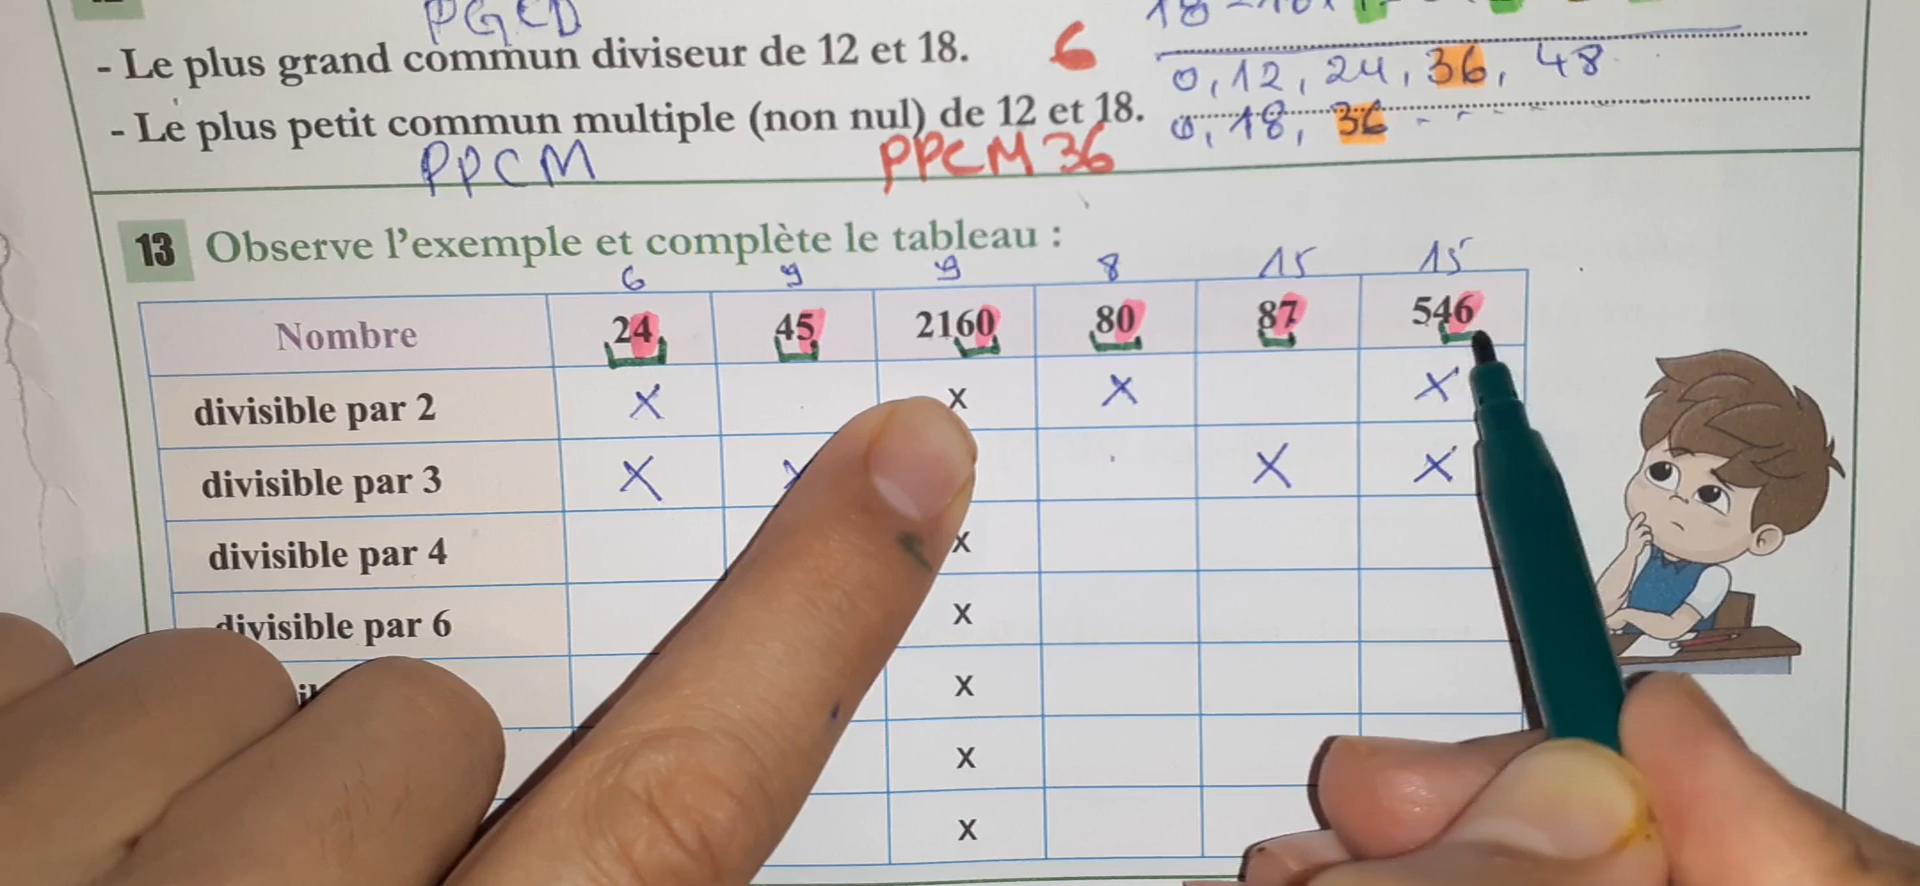 PGCD
- Le plus grand commun diviseur de 12 et 18. 6
0, 12, 24, 36, 48
- Le plus petit commun multiple (non nul) de 12 et 18. 0, 18, 36
PPCM PPCM 36
13 Observe l'exemple et complète le tableau :
6 9 9 8 15 15
Nombre 24 45 2160 80 87 546
divisible par 2 X x X X
divisible par 3 X X X
divisible par 4 x
divisible par 6 x
x
x
x